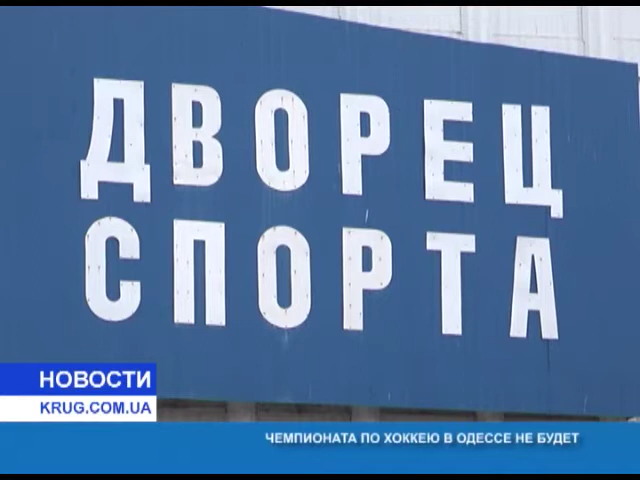 ДВОРЕЦ
СПОРТА
НОВОСТИ
KRUG.COM.UA
ЧЕМПИОНАТА ПО ХОККЕЮ В ОДЕССЕ НЕ БУДЕТ